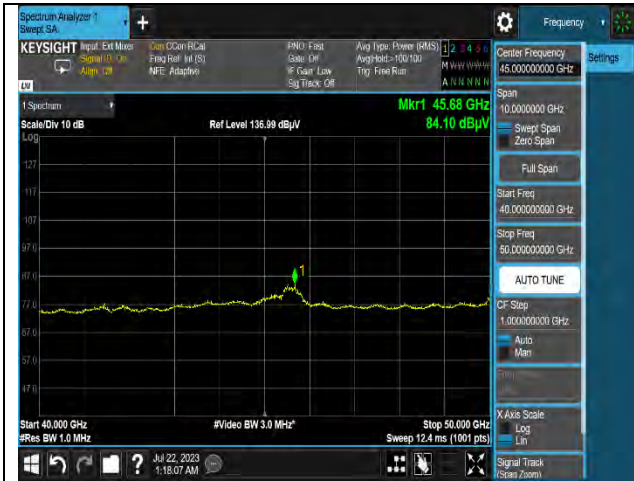 Spectrum Analyzer 1
Swept SA
+
Frequency
KEYSIGHT Input: Ext Mixer
Signal ID: On
Align: Off
Corr CCorr RCal
Freq Ref: Int (S)
NFE: Adaptive
PNO: Fast
Gate: Off
IF Gain: Low
Sig Track: Off
Avg Type: Power (RMS)
Avg|Hold:>100/100
Trig: Free Run
1 2 3 4 5 6
M W W W W W
A N N N N N
LXI
Center Frequency
45.000000000 GHz
Settings
Span
10.0000000 GHz
Swept Span
Zero Span
Full Span
Start Freq
40.000000000 GHz
Stop Freq
50.000000000 GHz
AUTO TUNE
CF Step
1.000000000 GHz
Auto
Man
X Axis Scale
Log
Lin
Signal Track
(Span Zoom)
1 Spectrum
Scale/Div 10 dB
Log
Ref Level 136.99 dBµV
Mkr1 45.68 GHz
84.10 dBµV
127
117
107
97.0
87.0
77.0
67.0
57.0
47.0
1
Start 40.000 GHz
#Res BW 1.0 MHz
#Video BW 3.0 MHz*
Stop 50.000 GHz
Sweep 12.4 ms (1001 pts)
?
Jul 22, 2023
1:18:07 AM